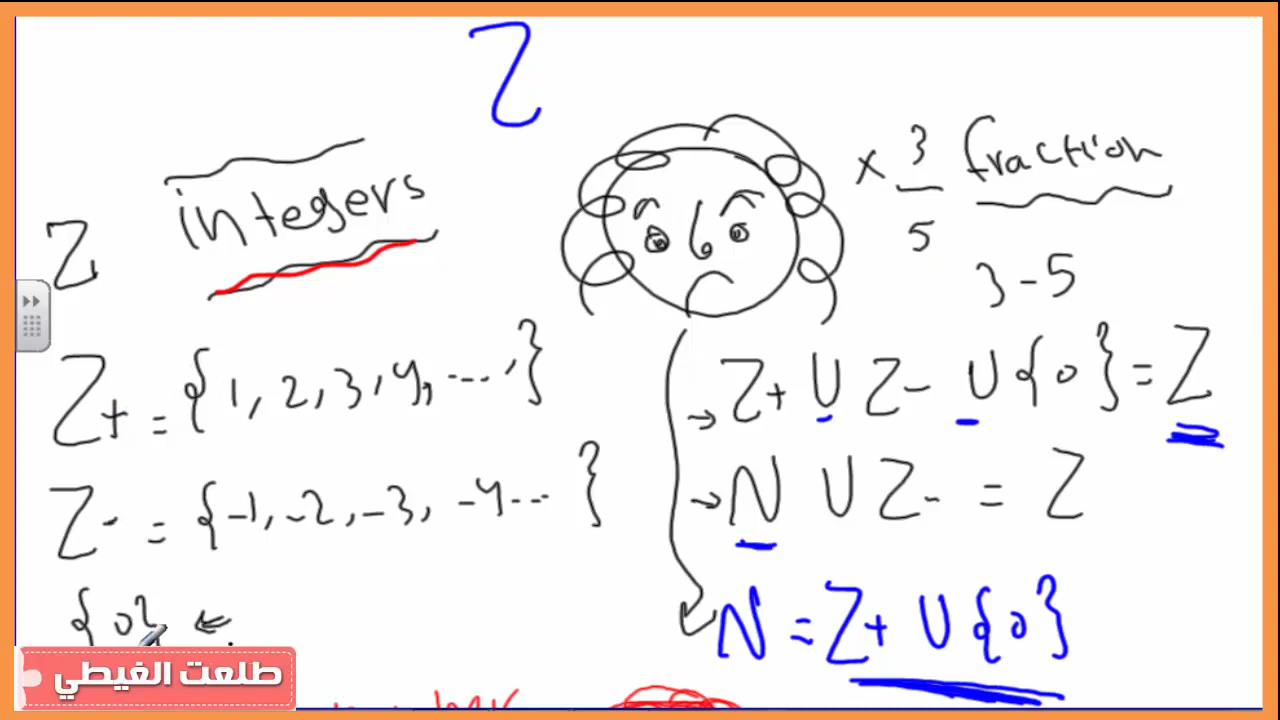 Z
integers
Z
Z+ = {1, 2, 3, 4, ... , }
Z- = {-1, -2, -3, -4 ... }
{0} ←
× 3/5 fraction
3 - 5
→ Z+ U Z- U {0} = Z
→ N U Z- = Z
N = Z+ U {0}
طلعت الغيطي